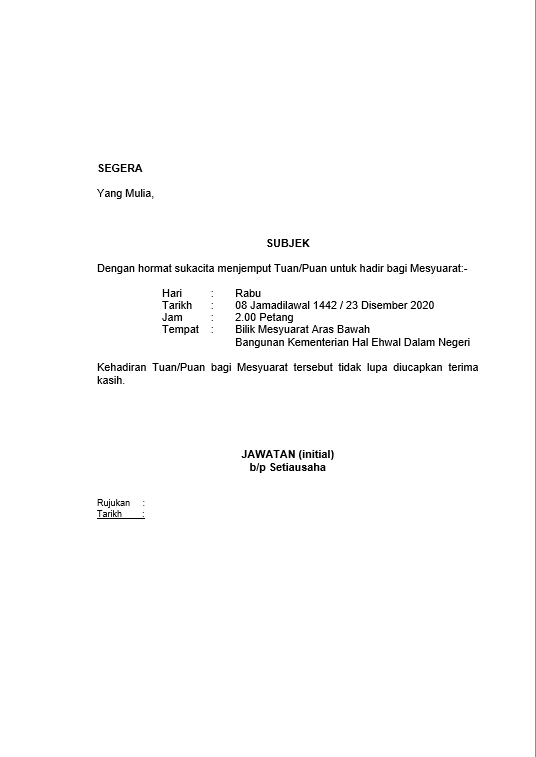 SEGERA
Yang Mulia,
SUBJEK
Dengan hormat sukacita menjemput Tuan/Puan untuk hadir bagi Mesyuarat:-
Hari : Rabu
Tarikh : 08 Jamadilawal 1442 / 23 Disember 2020
Jam : 2.00 Petang
Tempat : Bilik Mesyuarat Aras Bawah
Bangunan Kementerian Hal Ehwal Dalam Negeri
Kehadiran Tuan/Puan bagi Mesyuarat tersebut tidak lupa diucapkan terima
kasih.
JAWATAN (initial)
b/p Setiausaha
Rujukan :
Tarikh :